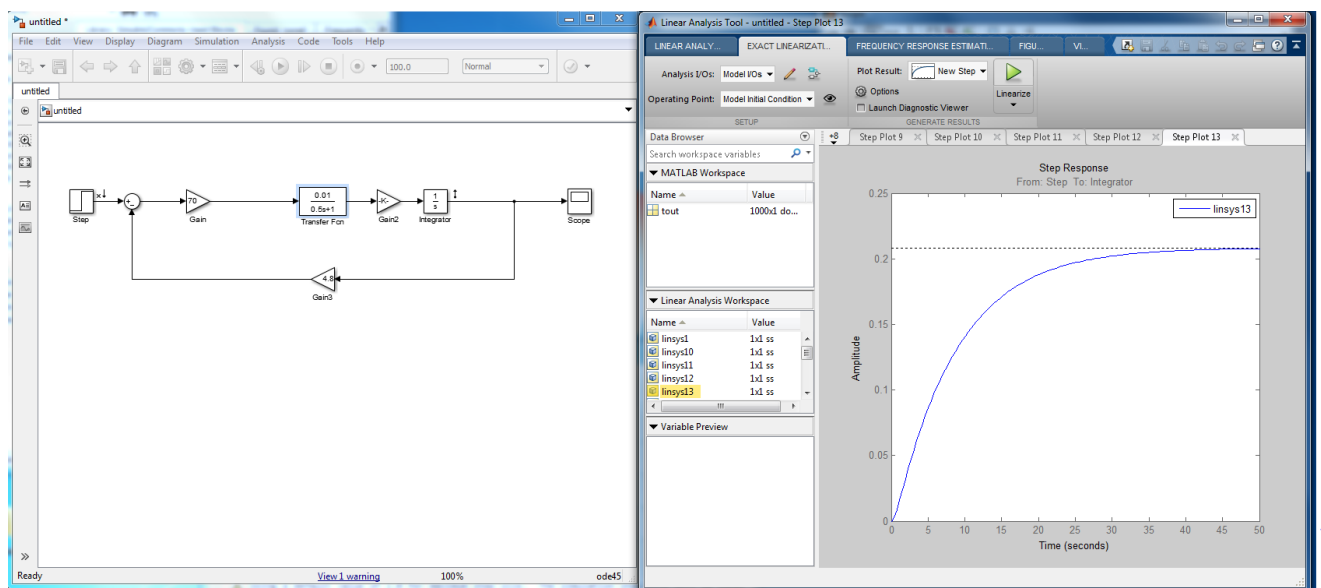 untitled *
File Edit View Display Diagram Simulation Analysis Code Tools Help
100.0 Normal
untitled
untitled
Step
70
Gain
0.01
0.5s+1
Transfer Fcn
-K-
Gain2
1
s
Integrator
Scope
4.8
Gain3
Ready View 1 warning 100% ode45
Linear Analysis Tool - untitled - Step Plot 13
LINEAR ANALY... EXACT LINEARIZATI... FREQUENCY RESPONSE ESTIMATI... FIGU... VI...
Analysis I/Os: Model I/Os
Operating Point: Model Initial Condition
SETUP
Plot Result: New Step
Options
Launch Diagnostic Viewer
Linearize
GENERATE RESULTS
Data Browser
Search workspace variables
MATLAB Workspace
Name Value
tout 1000x1 do...
Linear Analysis Workspace
Name Value
linsys1 1x1 ss
linsys10 1x1 ss
linsys11 1x1 ss
linsys12 1x1 ss
linsys13 1x1 ss
Variable Preview
+8 Step Plot 9 Step Plot 10 Step Plot 11 Step Plot 12 Step Plot 13
Step Response
From: Step To: Integrator
linsys13
0.25
0.2
0.15
0.1
0.05
0
Amplitude
0 5 10 15 20 25 30 35 40 45 50
Time (seconds)